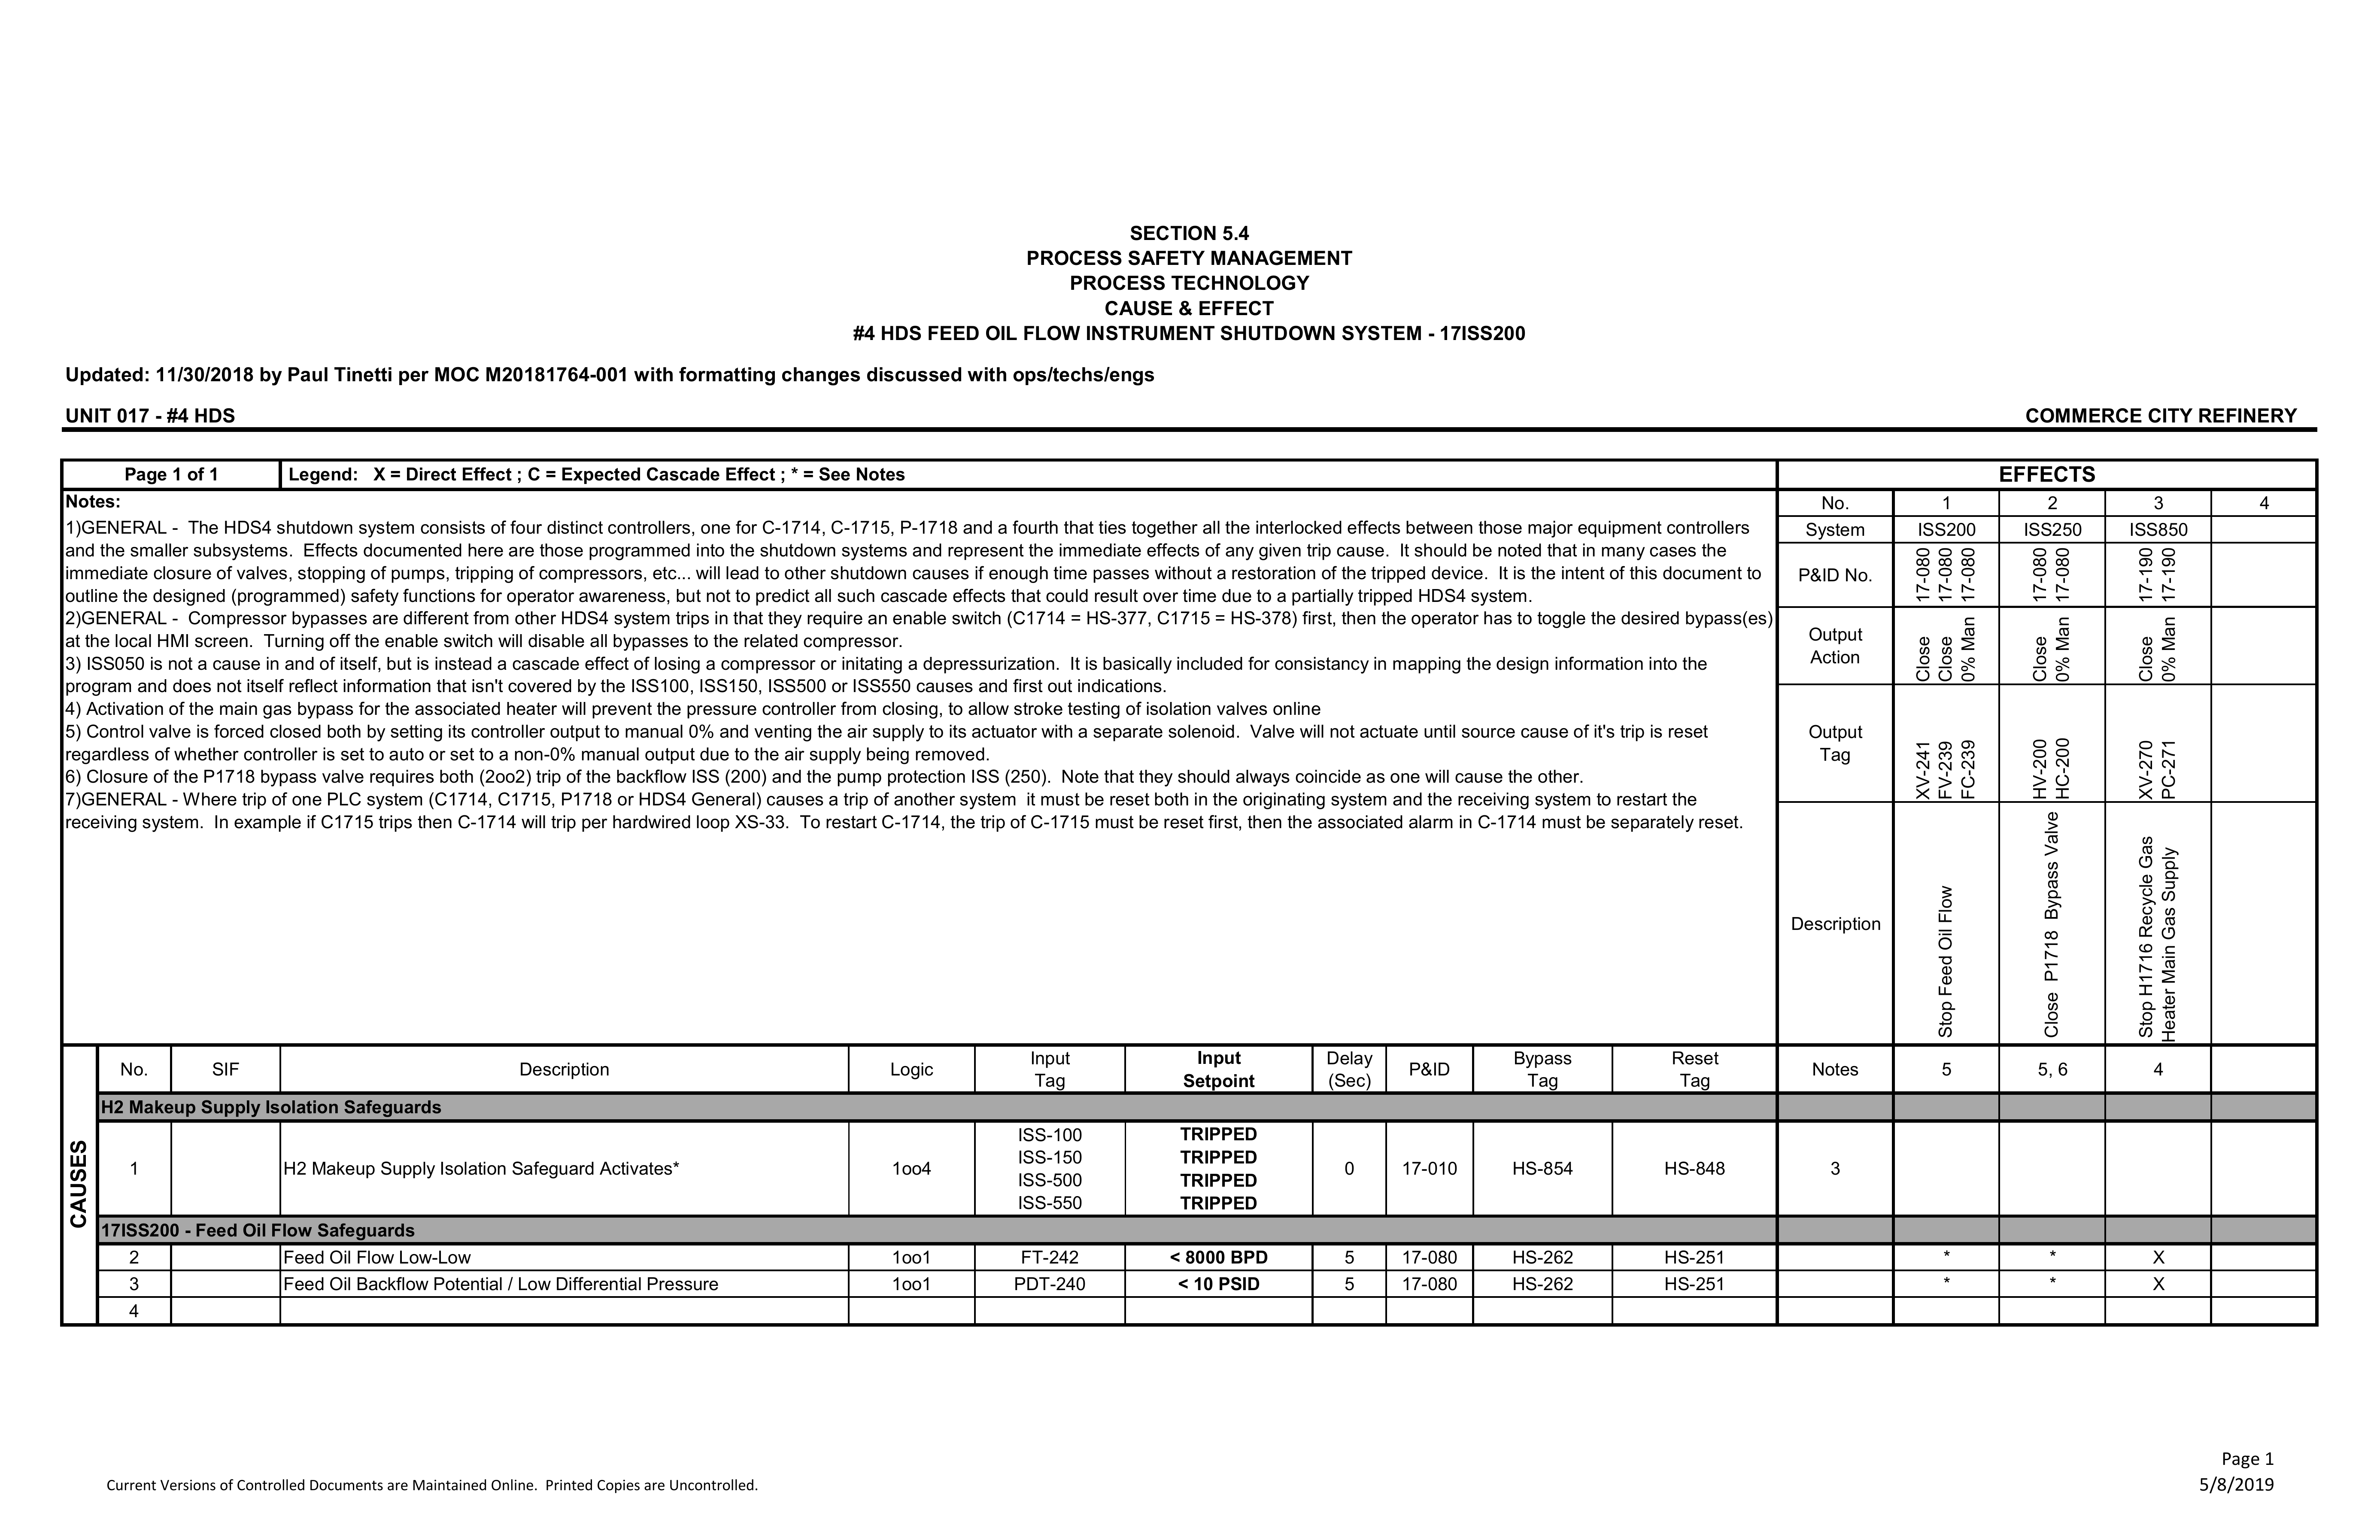 SECTION 5.4
PROCESS SAFETY MANAGEMENT
PROCESS TECHNOLOGY
CAUSE & EFFECT
#4 HDS FEED OIL FLOW INSTRUMENT SHUTDOWN SYSTEM - 17ISS200
Updated: 11/30/2018 by Paul Tinetti per MOC M20181764-001 with formatting changes discussed with ops/techs/engs
UNIT 017 - #4 HDS COMMERCE CITY REFINERY
Page 1 of 1 Legend: X = Direct Effect ; C = Expected Cascade Effect ; * = See Notes EFFECTS
Notes:
1)GENERAL - The HDS4 shutdown system consists of four distinct controllers, one for C-1714, C-1715, P-1718 and a fourth that ties together all the interlocked effects between those major equipment controllers
and the smaller subsystems. Effects documented here are those programmed into the shutdown systems and represent the immediate effects of any given trip cause. It should be noted that in many cases the
immediate closure of valves, stopping of pumps, tripping of compressors, etc... will lead to other shutdown causes if enough time passes without a restoration of the tripped device. It is the intent of this document to
outline the designed (programmed) safety functions for operator awareness, but not to predict all such cascade effects that could result over time due to a partially tripped HDS4 system.
2)GENERAL - Compressor bypasses are different from other HDS4 system trips in that they require an enable switch (C1714 = HS-377, C1715 = HS-378) first, then the operator has to toggle the desired bypass(es)
at the local HMI screen. Turning off the enable switch will disable all bypasses to the related compressor.
3) ISS050 is not a cause in and of itself, but is instead a cascade effect of losing a compressor or initating a depressurization. It is basically included for consistancy in mapping the design information into the
program and does not itself reflect information that isn't covered by the ISS100, ISS150, ISS500 or ISS550 causes and first out indications.
4) Activation of the main gas bypass for the associated heater will prevent the pressure controller from closing, to allow stroke testing of isolation valves online
5) Control valve is forced closed both by setting its controller output to manual 0% and venting the air supply to its actuator with a separate solenoid. Valve will not actuate until source cause of it's trip is reset
regardless of whether controller is set to auto or set to a non-0% manual output due to the air supply being removed.
6) Closure of the P1718 bypass valve requires both (2oo2) trip of the backflow ISS (200) and the pump protection ISS (250). Note that they should always coincide as one will cause the other.
7)GENERAL - Where trip of one PLC system (C1714, C1715, P1718 or HDS4 General) causes a trip of another system it must be reset both in the originating system and the receiving system to restart the
receiving system. In example if C1715 trips then C-1714 will trip per hardwired loop XS-33. To restart C-1714, the trip of C-1715 must be reset first, then the associated alarm in C-1714 must be separately reset.
No. 1 2 3 4
System ISS200 ISS250 ISS850
P&ID No.
17-080
17-080
17-080
17-080
17-080
17-190
17-190
Output
Action
Close
Close
0% Man
Close
0% Man
Close
0% Man
Output
Tag
XV-241
FV-239
FC-239
HV-200
HC-200
XV-270
PC-271
Description
Stop Feed Oil Flow
Close P1718 Bypass Valve
Stop H1716 Recycle Gas
Heater Main Gas Supply
CAUSES
No. SIF Description Logic Input Tag Input Setpoint Delay (Sec) P&ID Bypass Tag Reset Tag Notes 5 5, 6 4
H2 Makeup Supply Isolation Safeguards
ISS-100 TRIPPED
ISS-150 TRIPPED
1 H2 Makeup Supply Isolation Safeguard Activates* 1oo4 0 17-010 HS-854 HS-848 3
ISS-500 TRIPPED
ISS-550 TRIPPED
17ISS200 - Feed Oil Flow Safeguards
2 Feed Oil Flow Low-Low 1oo1 FT-242 < 8000 BPD 5 17-080 HS-262 HS-251 * * X
3 Feed Oil Backflow Potential / Low Differential Pressure 1oo1 PDT-240 < 10 PSID 5 17-080 HS-262 HS-251 * * X
4
Page 1
Current Versions of Controlled Documents are Maintained Online. Printed Copies are Uncontrolled. 5/8/2019